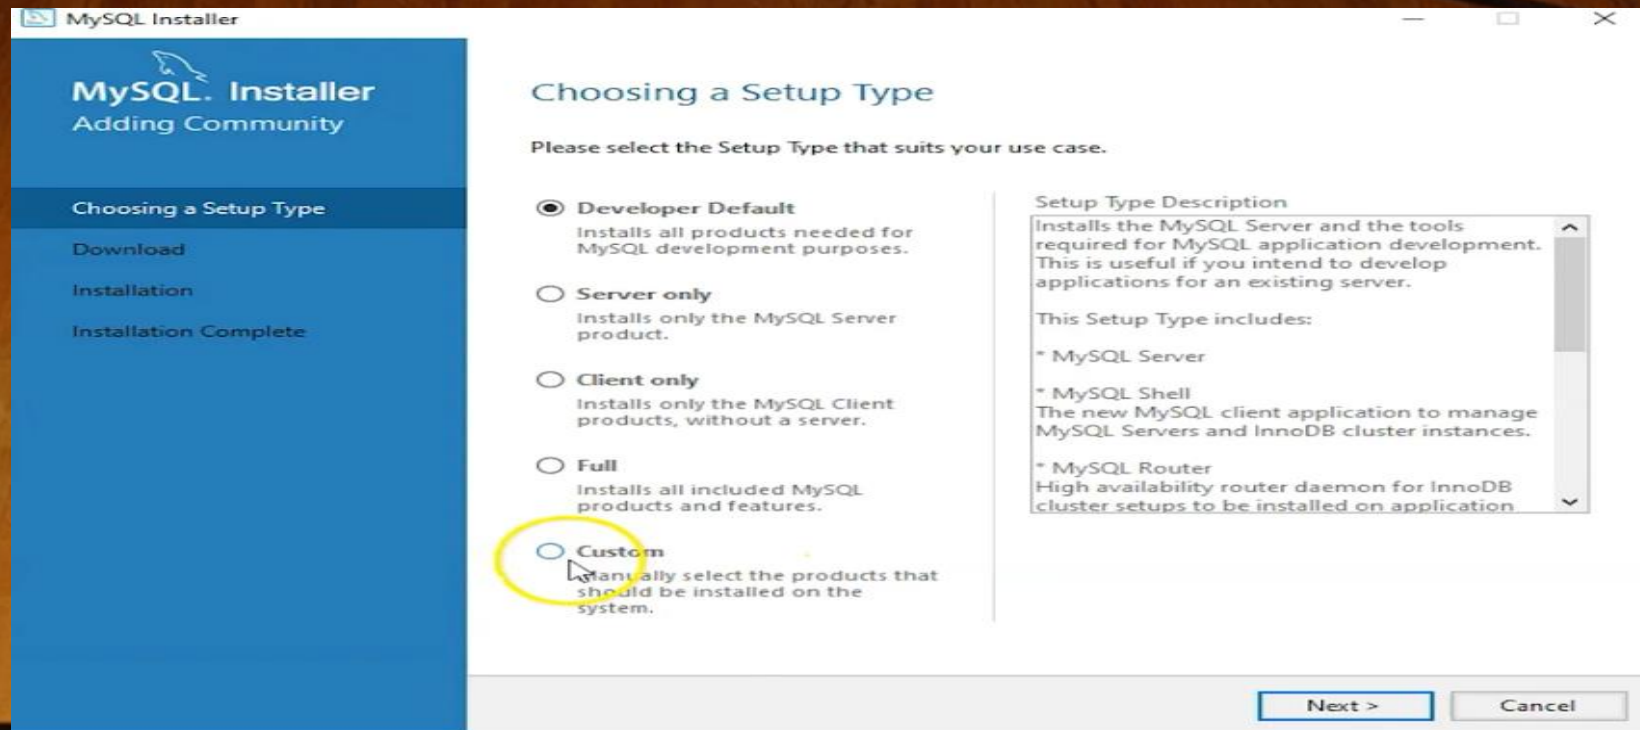 MySQL Installer
MySQL. Installer
Adding Community
Choosing a Setup Type
Download
Installation
Installation Complete
Choosing a Setup Type
Please select the Setup Type that suits your use case.
Developer Default
Installs all products needed for
MySQL development purposes.
Server only
Installs only the MySQL Server
product.
Client only
Installs only the MySQL Client
products, without a server.
Full
Installs all included MySQL
products and features.
Custom
Manually select the products that
should be installed on the
system.
Setup Type Description
Installs the MySQL Server and the tools
required for MySQL application development.
This is useful if you intend to develop
applications for an existing server.
This Setup Type includes:
* MySQL Server
* MySQL Shell
The new MySQL client application to manage
MySQL Servers and InnoDB cluster instances.
* MySQL Router
High availability router daemon for InnoDB
cluster setups to be installed on application
Next >
Cancel